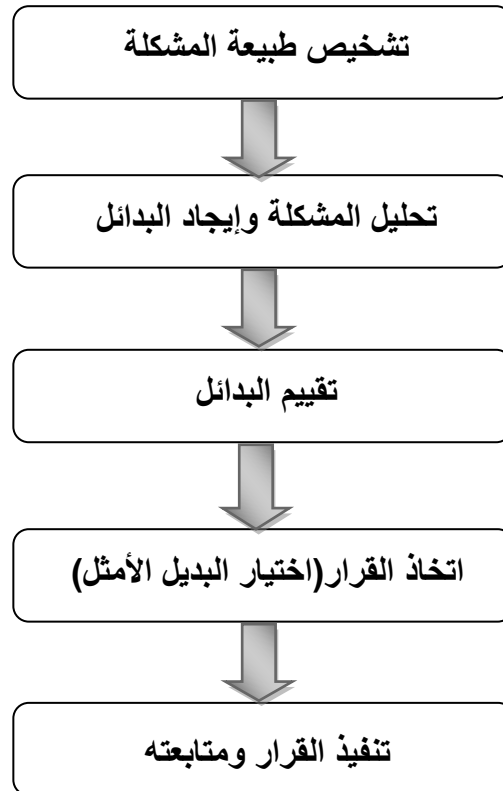 تشخيص طبيعة المشكلة
تحليل المشكلة وإيجاد البدائل
تقييم البدائل
اتخاذ القرار(اختيار البديل الأمثل)
تنفيذ القرار ومتابعته